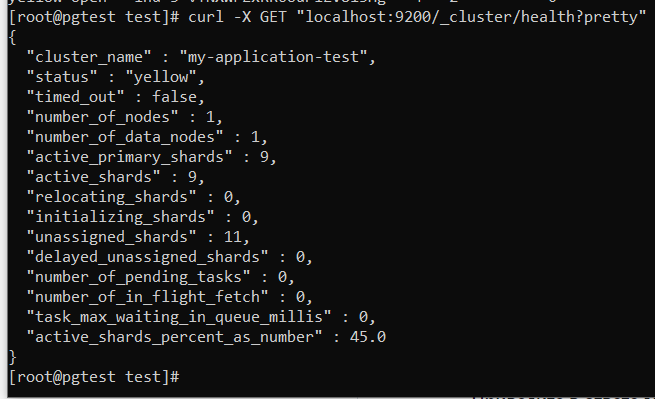 [root@pgtest test]# curl -X GET "localhost:9200/_cluster/health?pretty"
{
  "cluster_name" : "my-application-test",
  "status" : "yellow",
  "timed_out" : false,
  "number_of_nodes" : 1,
  "number_of_data_nodes" : 1,
  "active_primary_shards" : 9,
  "active_shards" : 9,
  "relocating_shards" : 0,
  "initializing_shards" : 0,
  "unassigned_shards" : 11,
  "delayed_unassigned_shards" : 0,
  "number_of_pending_tasks" : 0,
  "number_of_in_flight_fetch" : 0,
  "task_max_waiting_in_queue_millis" : 0,
  "active_shards_percent_as_number" : 45.0
}
[root@pgtest test]#